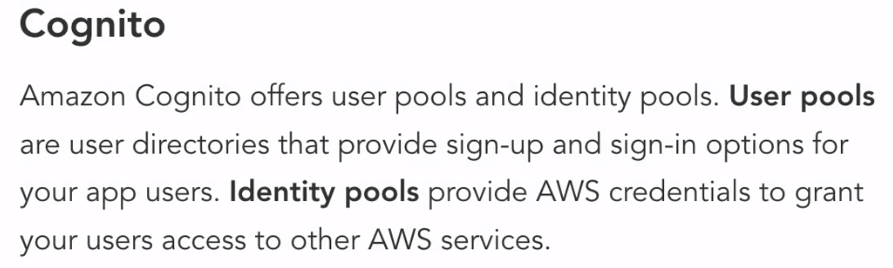 Cognito
Amazon Cognito offers user pools and identity pools. User pools
are user directories that provide sign-up and sign-in options for
your app users. Identity pools provide AWS credentials to grant
your users access to other AWS services.